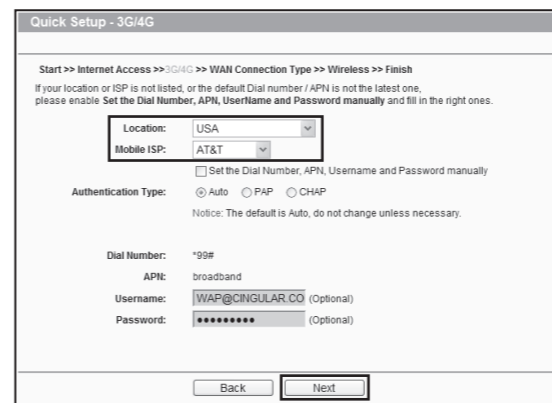 Quick Setup - 3G/4G
Start >> Internet Access >>3G/4G >> WAN Connection Type >> Wireless >> Finish
If your location or ISP is not listed, or the default Dial number / APN is not the latest one,
please enable Set the Dial Number, APN, UserName and Password manually and fill in the right ones.
Location: USA
Mobile ISP: AT&T
Set the Dial Number, APN, Username and Password manually
Authentication Type: Auto PAP CHAP
Notice: The default is Auto, do not change unless necessary.
Dial Number: *99#
APN: broadband
Username: WAP@CINGULAR.CO (Optional)
Password: ●●●●●●●●● (Optional)
Back Next